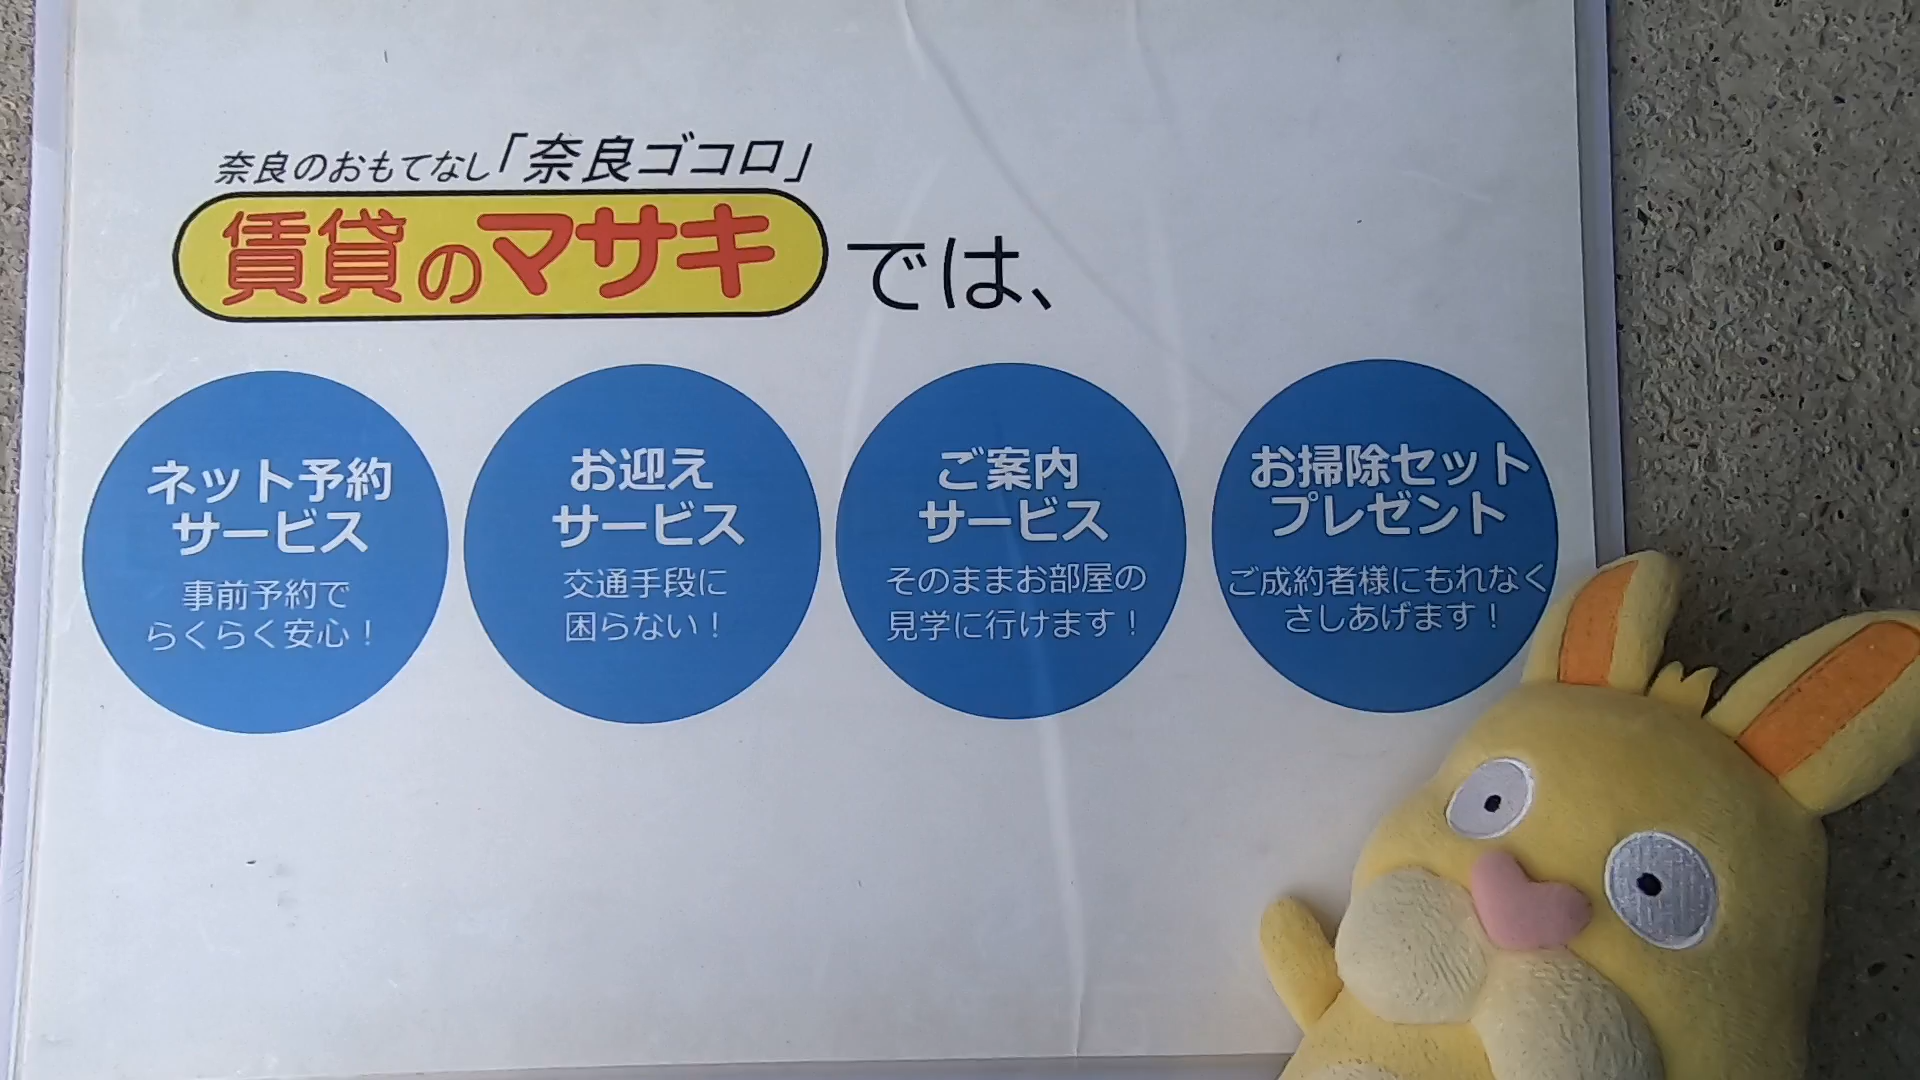 奈良のおもてなし「奈良ゴコロ」
賃貸のマサキでは、
ネット予約
サービス
事前予約で
らくらく安心！
お迎え
サービス
交通手段に
困らない！
ご案内
サービス
そのままお部屋の
見学に行けます！
お掃除セット
プレゼント
ご成約者様にもれなく
さしあげます！